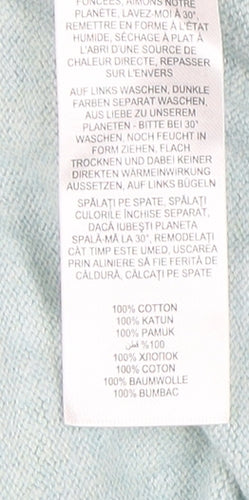 FONCÉES, AIMONS NOTRE
PLANÈTE, LAVEZ-MOI À 30°,
REMETTRE EN FORME À L'ÉTAT
HUMIDE, SÉCHAGE À PLAT À
L'ABRI D'UNE SOURCE DE
CHALEUR DIRECTE, REPASSER
SUR L'ENVERS
AUF LINKS WASCHEN, DUNKLE
FARBEN SEPARAT WASCHEN,
AUS LIEBE ZU UNSEREM
PLANETEN - BITTE BEI 30°
WASCHEN, NOCH FEUCHT IN
FORM ZIEHEN, FLACH
TROCKNEN UND DABEI KEINER
DIREKTEN WÄRMEINWIRKUNG
AUSSETZEN, AUF LINKS BÜGELN
SPĂLAȚI PE SPATE, SPĂLAȚI
CULORILE ÎNCHISE SEPARAT,
DACĂ IUBEȘTI PLANETA
SPALĂ-MĂ LA 30°, REMODELAȚI
CÂT TIMP ESTE UMED, USCAREA
PRIN ALINIERE SĂ FIE FERITĂ DE
CĂLDURĂ, CĂLCAȚI PE SPATE
100% COTTON
100% KATUN
100% PAMUK
%100 قطن
100% ХЛОПОК
100% COTON
100% BAUMWOLLE
100% BUMBAC